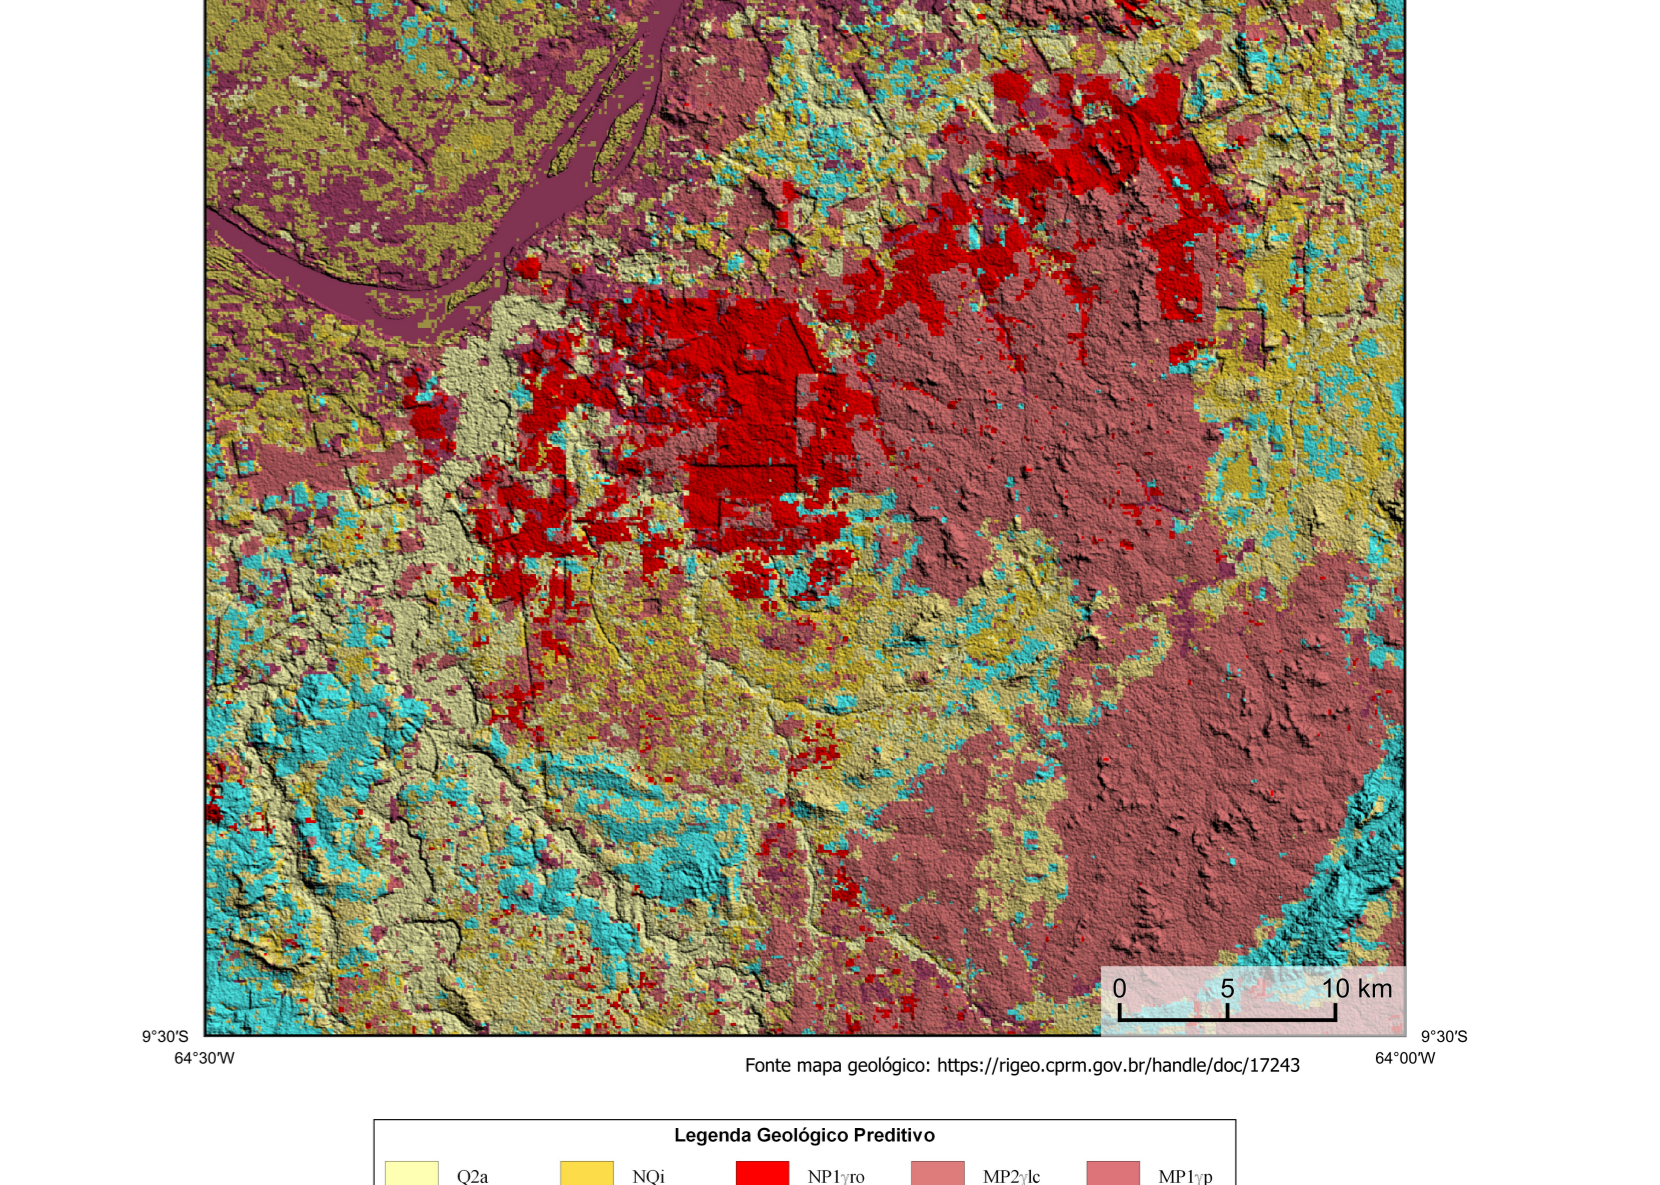 0 5 10 km
9°30'S 9°30'S
64°30'W 64°00'W
Fonte mapa geológico: https://rigeo.cprm.gov.br/handle/doc/17243
Legenda Geológico Preditivo
Q2a NQi NP1γro MP2γlc MP1γp